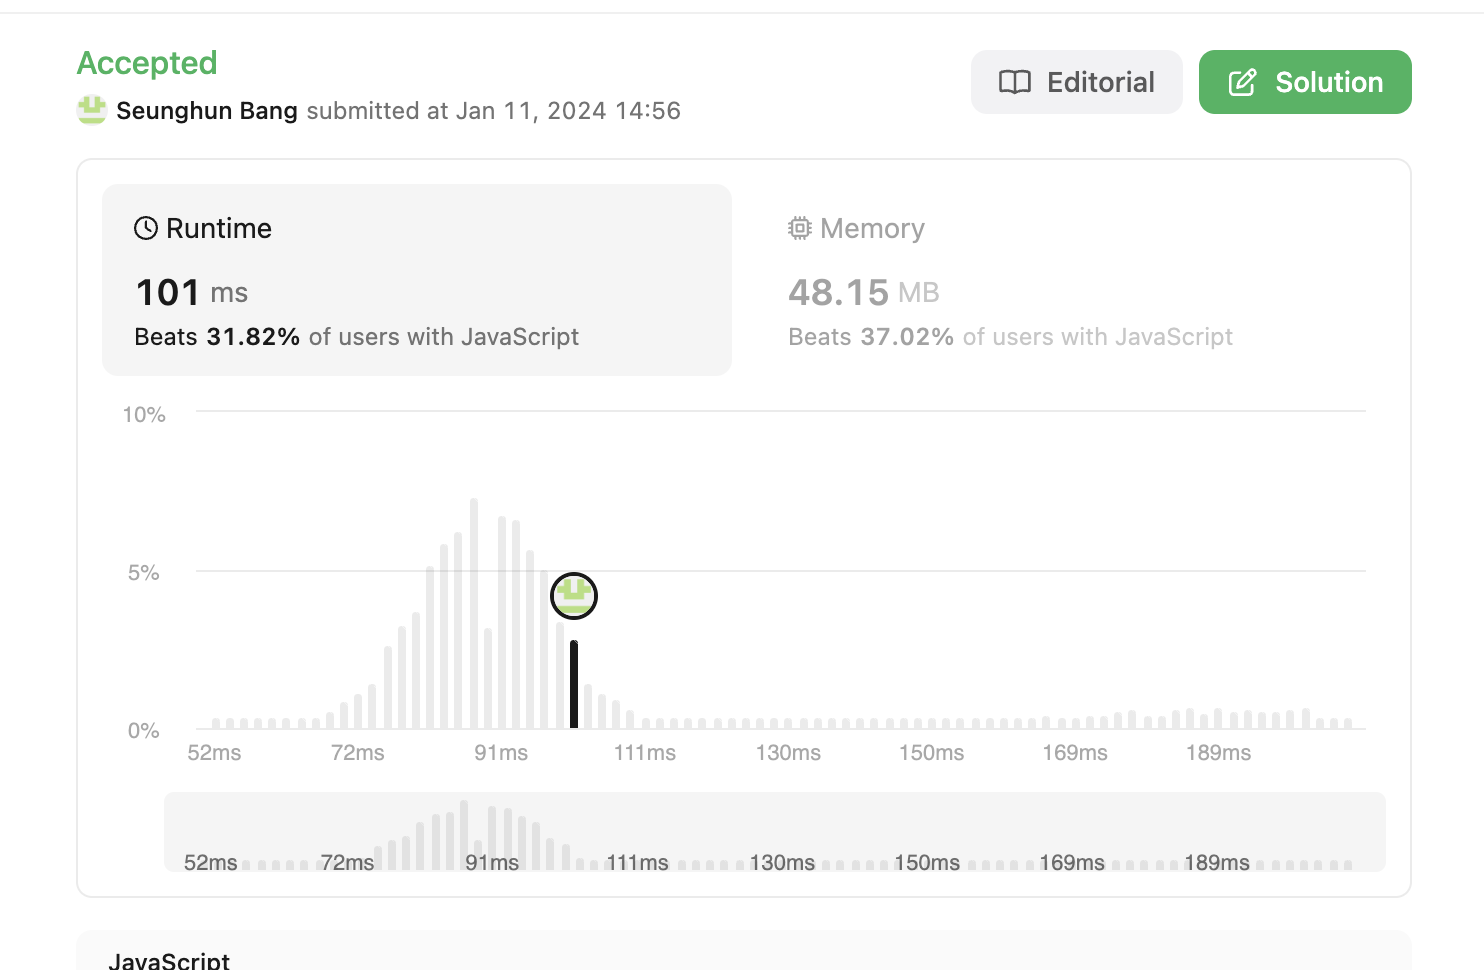 Accepted
Editorial
Solution
Seunghun Bang submitted at Jan 11, 2024 14:56
Runtime
Memory
101 ms
48.15 MB
Beats 31.82% of users with JavaScript
Beats 37.02% of users with JavaScript
10%
5%
0%
52ms 72ms 91ms 111ms 130ms 150ms 169ms 189ms
52ms 72ms 91ms 111ms 130ms 150ms 169ms 189ms
JavaScript